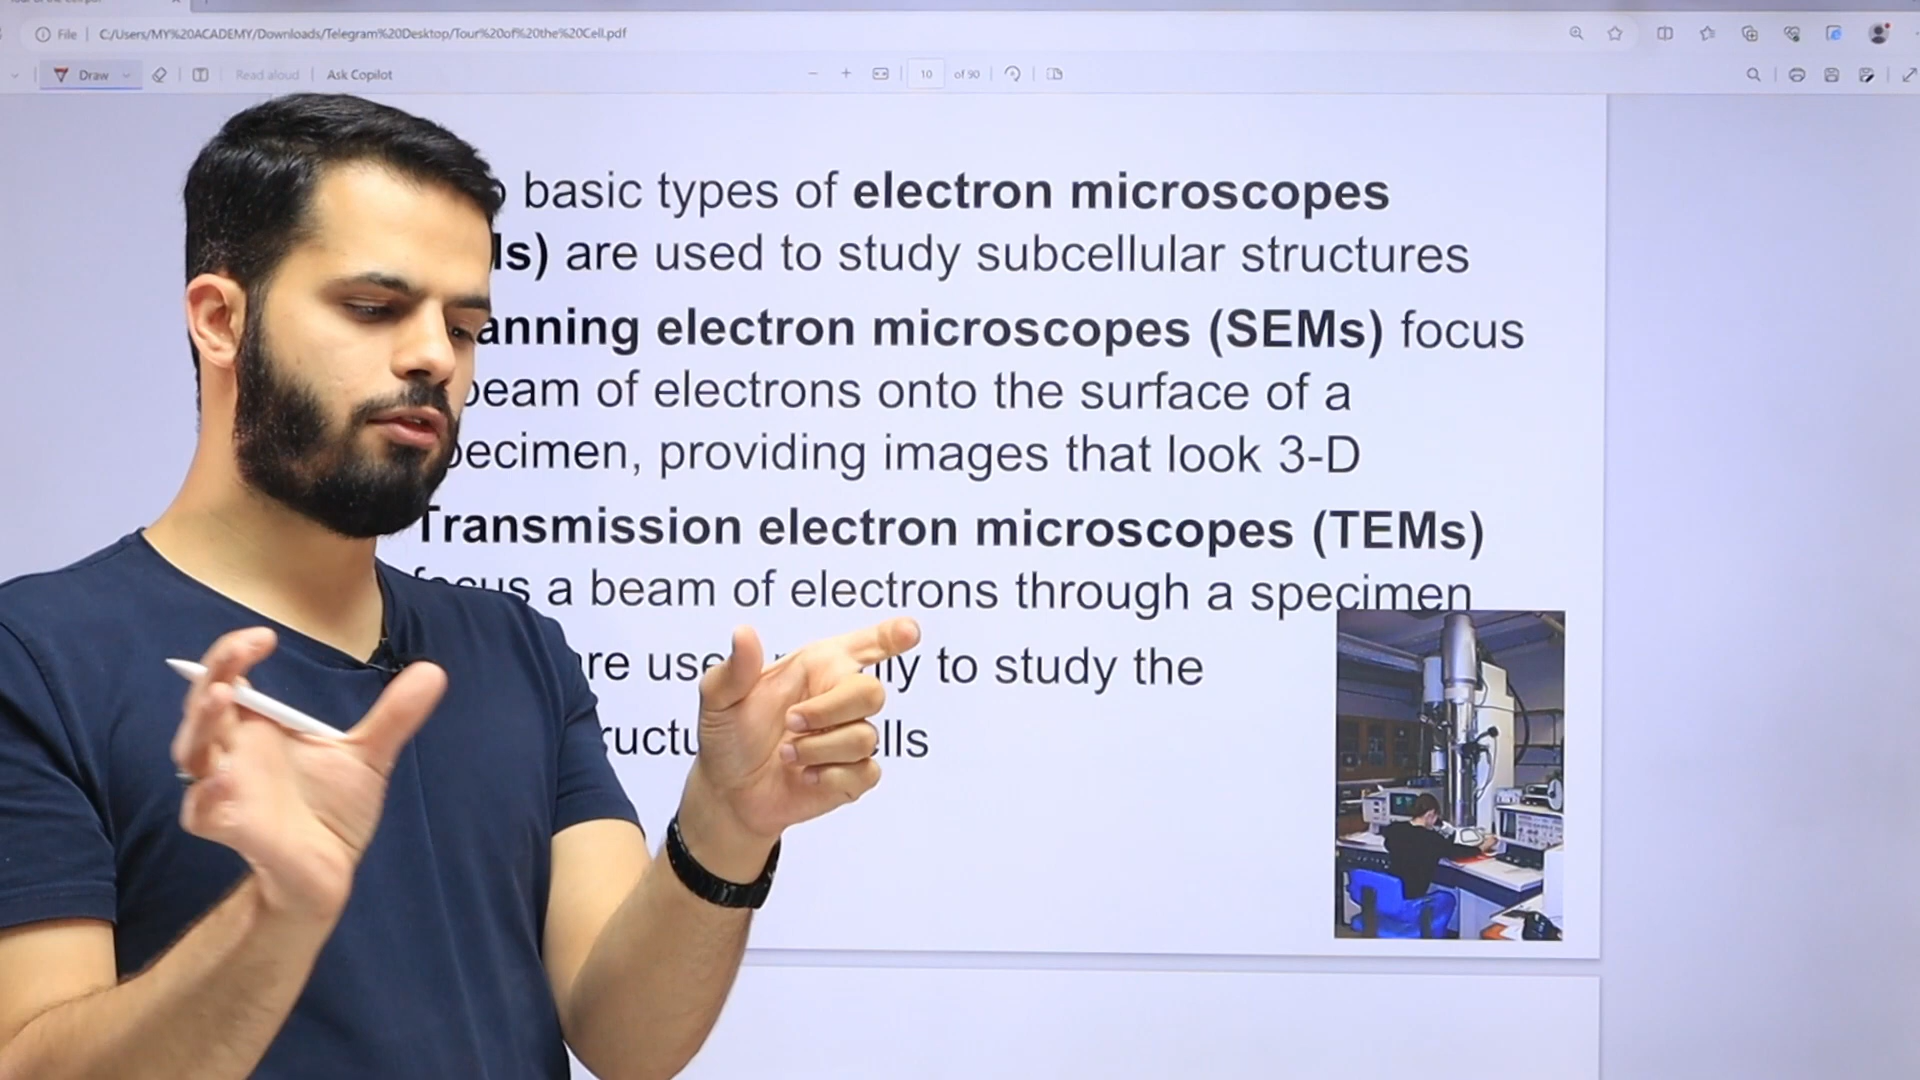 File | C:/Users/MY%20ACADEMY/Downloads/Telegram%20Desktop/Tour%20of%20the%20Cell.pdf
Draw Read aloud Ask Copilot 10 of 90
basic types of electron microscopes
ls) are used to study subcellular structures
anning electron microscopes (SEMs) focus
beam of electrons onto the surface of a
pecimen, providing images that look 3-D
Transmission electron microscopes (TEMs)
focus a beam of electrons through a specimen
re use ly to study the
ructu lls